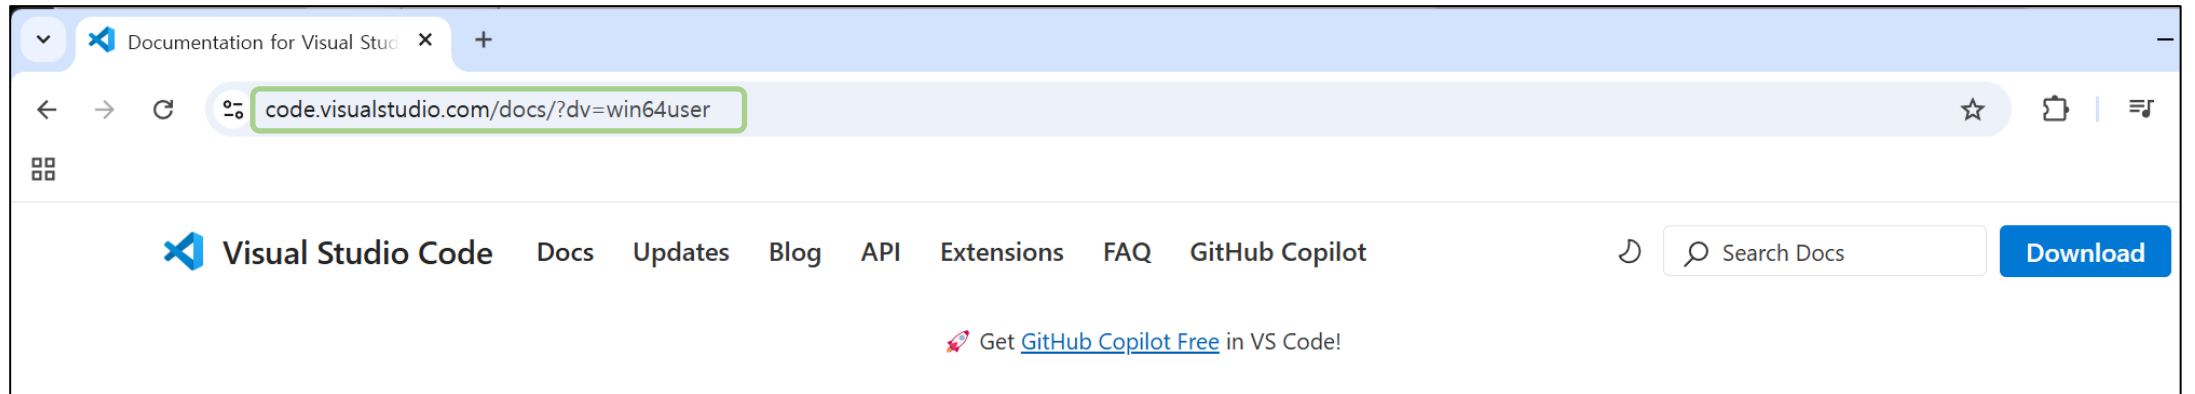 Documentation for Visual Stud
code.visualstudio.com/docs/?dv=win64user
Visual Studio Code Docs Updates Blog API Extensions FAQ GitHub Copilot Search Docs Download
🚀 Get GitHub Copilot Free in VS Code!